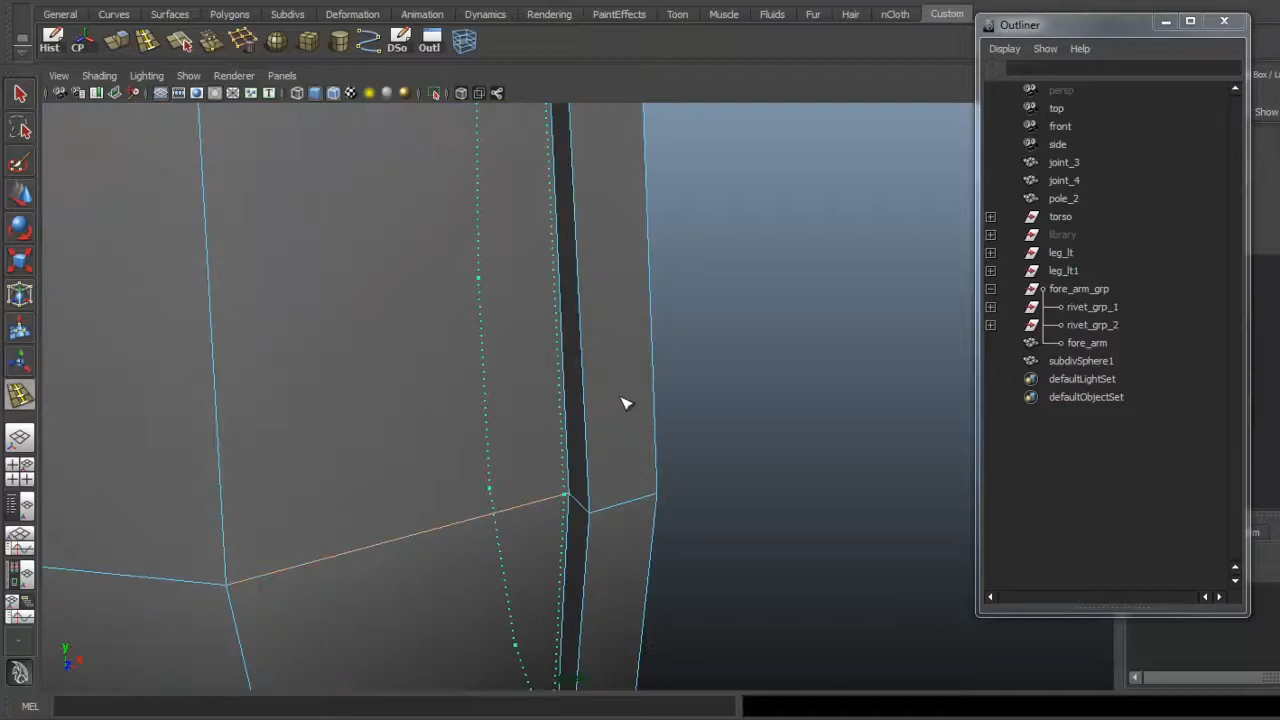 General Curves Surfaces Polygons Subdivs Deformation Animation Dynamics Rendering PaintEffects Toon Muscle Fluids Fur Hair nCloth Custom
Hist CP DSo Outl
View Shading Lighting Show Renderer Panels
Outliner
Display Show Help
persp
top
front
side
joint_3
joint_4
pole_2
torso
library
leg_lt
leg_lt1
fore_arm_grp
rivet_grp_1
rivet_grp_2
fore_arm
subdivSphere1
defaultLightSet
defaultObjectSet
Box / La
Show
y
x
z
MEL